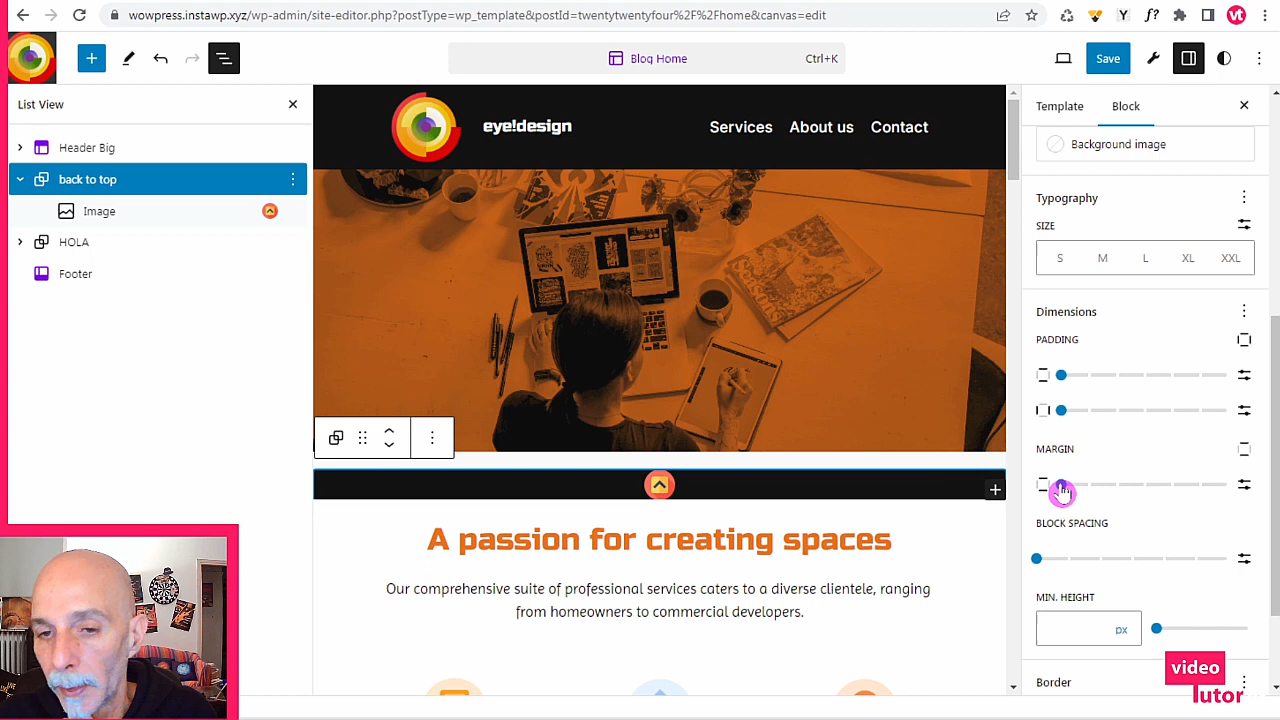 wowpress.instawp.xyz/wp-admin/site-editor.php?postType=wp_template&postId=twentytwentyfour%2F%2Fhome&canvas=edit
Y
f?
vt
Blog Home
Ctrl+K
Save
List View
Header Big
back to top
Image
HOLA
Footer
eye!design
Services
About us
Contact
A passion for creating spaces
Our comprehensive suite of professional services caters to a diverse clientele, ranging
from homeowners to commercial developers.
Template
Block
Background image
Typography
SIZE
S M L XL XXL
Dimensions
PADDING
MARGIN
BLOCK SPACING
MIN. HEIGHT
px
Border
video
lutor